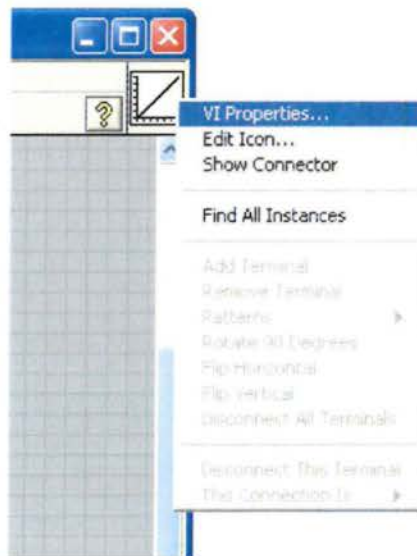 ?
VI Properties...
Edit Icon...
Show Connector
Find All Instances
Add Terminal
Remove Terminal
Patterns
Rotate 90 Degrees
Flip Horizontal
Flip Vertical
Disconnect All Terminals
Disconnect This Terminal
This Connection Is